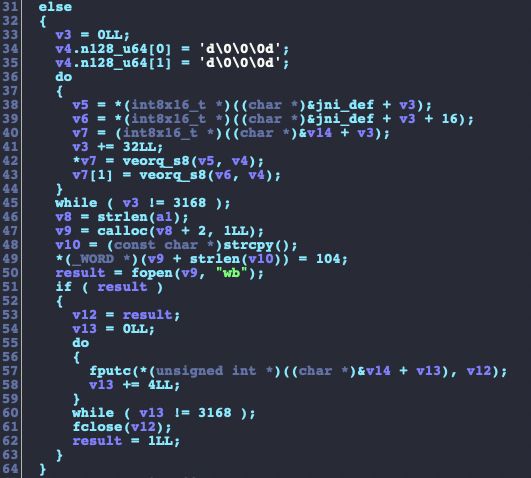 31 else
32 {
33 v3 = 0LL;
34 v4.n128_u64[0] = 'd\0\0\0d';
35 v4.n128_u64[1] = 'd\0\0\0d';
36 do
37 {
38 v5 = *(int8x16_t *)((char *)&jni_def + v3);
39 v6 = *(int8x16_t *)((char *)&jni_def + v3 + 16);
40 v7 = (int8x16_t *)((char *)&v14 + v3);
41 v3 += 32LL;
42 *v7 = veorq_s8(v5, v4);
43 v7[1] = veorq_s8(v6, v4);
44 }
45 while ( v3 != 3168 );
46 v8 = strlen(a1);
47 v9 = calloc(v8 + 2, 1LL);
48 v10 = (const char *)strcpy();
49 *(_WORD *)(v9 + strlen(v10)) = 104;
50 result = fopen(v9, "wb");
51 if ( result )
52 {
53 v12 = result;
54 v13 = 0LL;
55 do
56 {
57 fputc(*(unsigned int *)((char *)&v14 + v13), v12);
58 v13 += 4LL;
59 }
60 while ( v13 != 3168 );
61 fclose(v12);
62 result = 1LL;
63 }
64 }